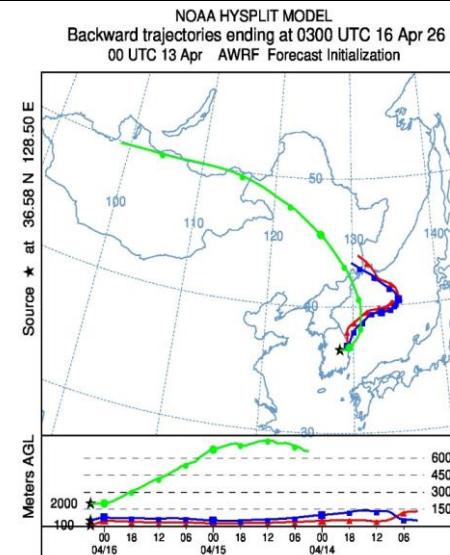 NOAA HYSPLIT MODEL
Backward trajectories ending at 0300 UTC 16 Apr 26
00 UTC 13 Apr AWRF Forecast Initialization
Source ★ at 36.58 N 128.50 E
100
110
120
130
140
50
40
30
Meters AGL
2000
100
600
450
300
150
00 18 12 06 00 18 12 06 00 18 12 06
04/16 04/15 04/14